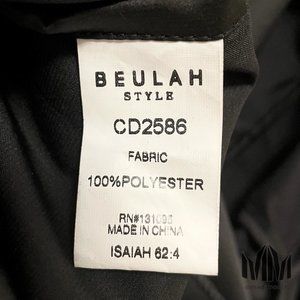 BEULAH
STYLE
CD2586
FABRIC
100%POLYESTER
MADE IN CHINA
ISAIAH 62:4